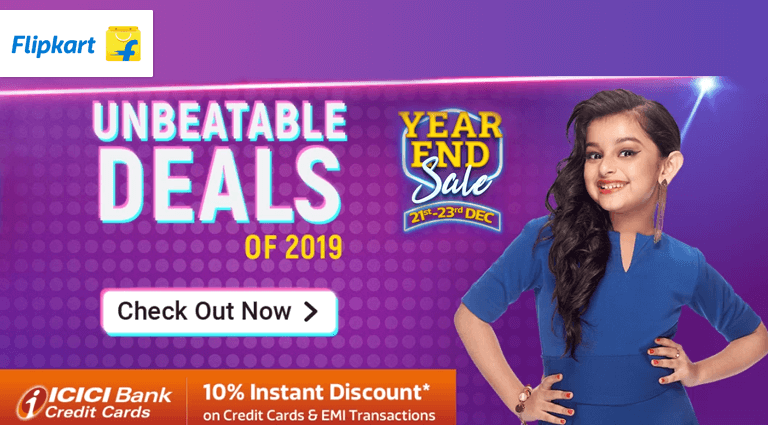 Flipkart
UNBEATABLE
DEALS
OF 2019
YEAR
END
Sale
21st-23rd DEC
Check Out Now
ICICI Bank
Credit Cards
10% Instant Discount*
on Credit Cards & EMI Transactions